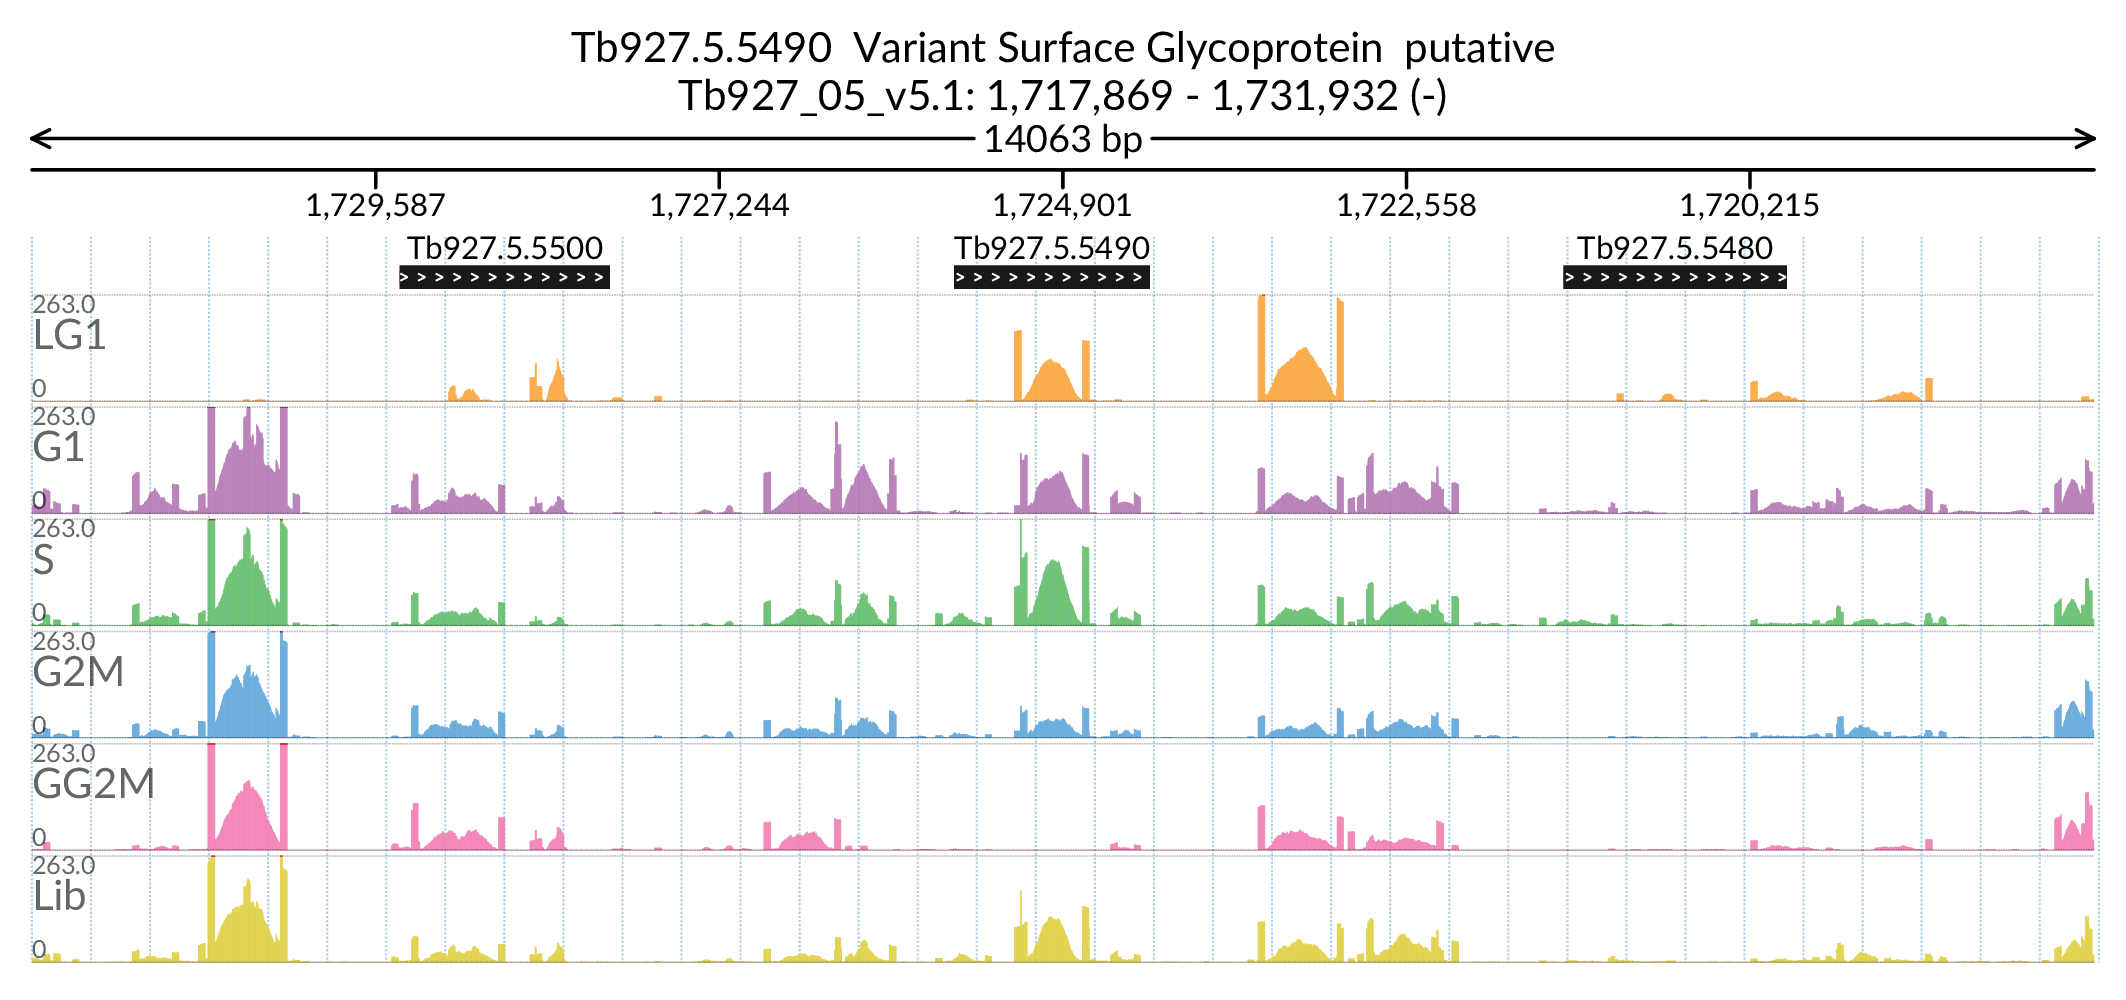 Tb927.5.5490  Variant Surface Glycoprotein  putative
Tb927_05_v5.1: 1,717,869 - 1,731,932 (-)
14063 bp
1,729,587 1,727,244 1,724,901 1,722,558 1,720,215
Tb927.5.5500 Tb927.5.5490 Tb927.5.5480
263.0
LG1
0
263.0
G1
0
263.0
S
0
263.0
G2M
0
263.0
GG2M
0
263.0
Lib
0